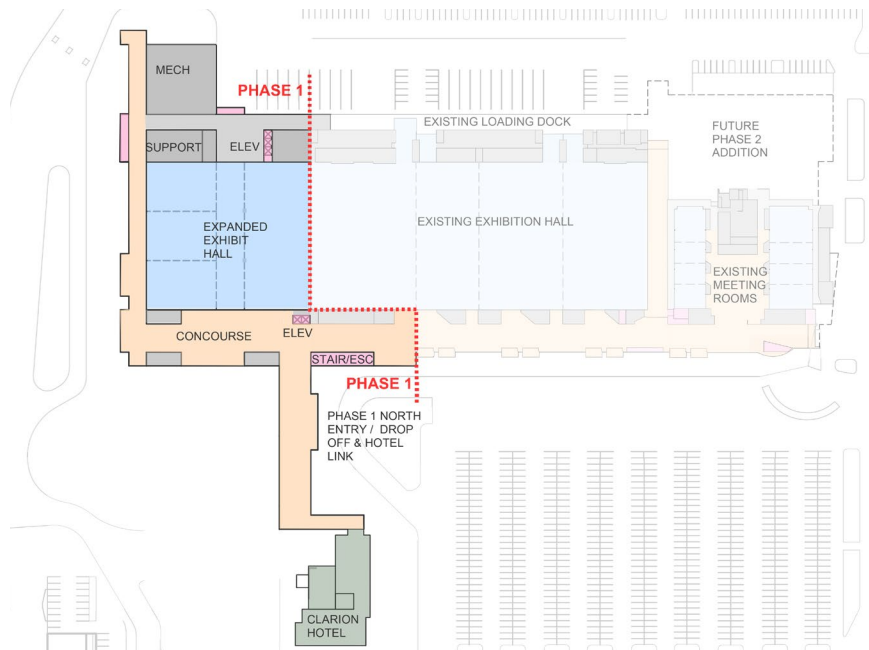 MECH
PHASE 1
EXISTING LOADING DOCK
FUTURE
PHASE 2
ADDITION
SUPPORT
ELEV
EXPANDED
EXHIBIT
HALL
EXISTING EXHIBITION HALL
EXISTING
MEETING
ROOMS
CONCOURSE
ELEV
STAIR/ESC
PHASE 1
PHASE 1 NORTH
ENTRY / DROP
OFF & HOTEL
LINK
CLARION
HOTEL